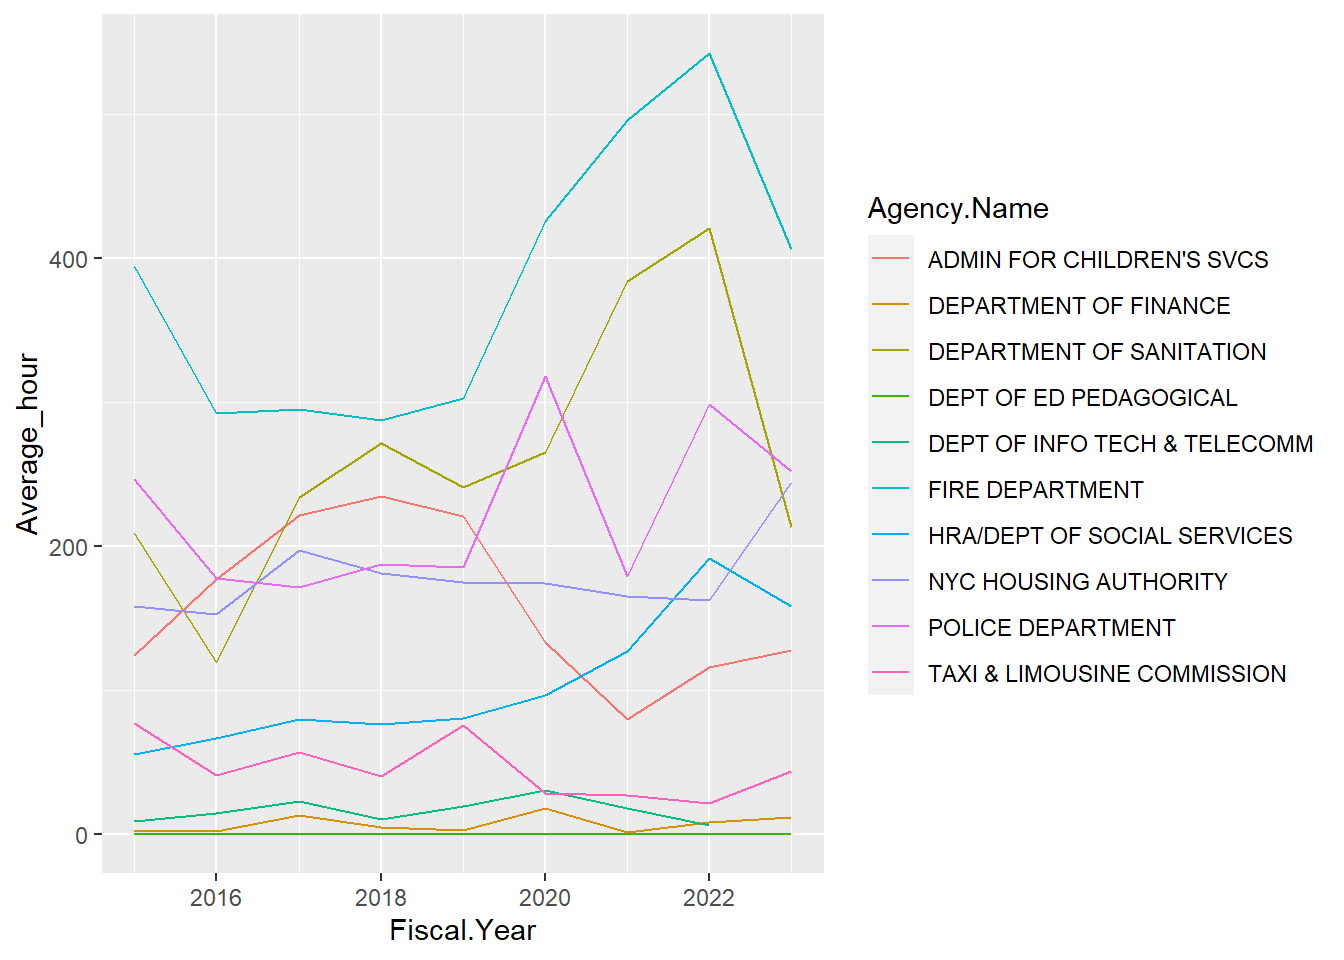 Average_hour
400
200
0
2016
2018
2020
2022
Fiscal.Year
Agency.Name
ADMIN FOR CHILDREN'S SVCS
DEPARTMENT OF FINANCE
DEPARTMENT OF SANITATION
DEPT OF ED PEDAGOGICAL
DEPT OF INFO TECH & TELECOMM
FIRE DEPARTMENT
HRA/DEPT OF SOCIAL SERVICES
NYC HOUSING AUTHORITY
POLICE DEPARTMENT
TAXI & LIMOUSINE COMMISSION